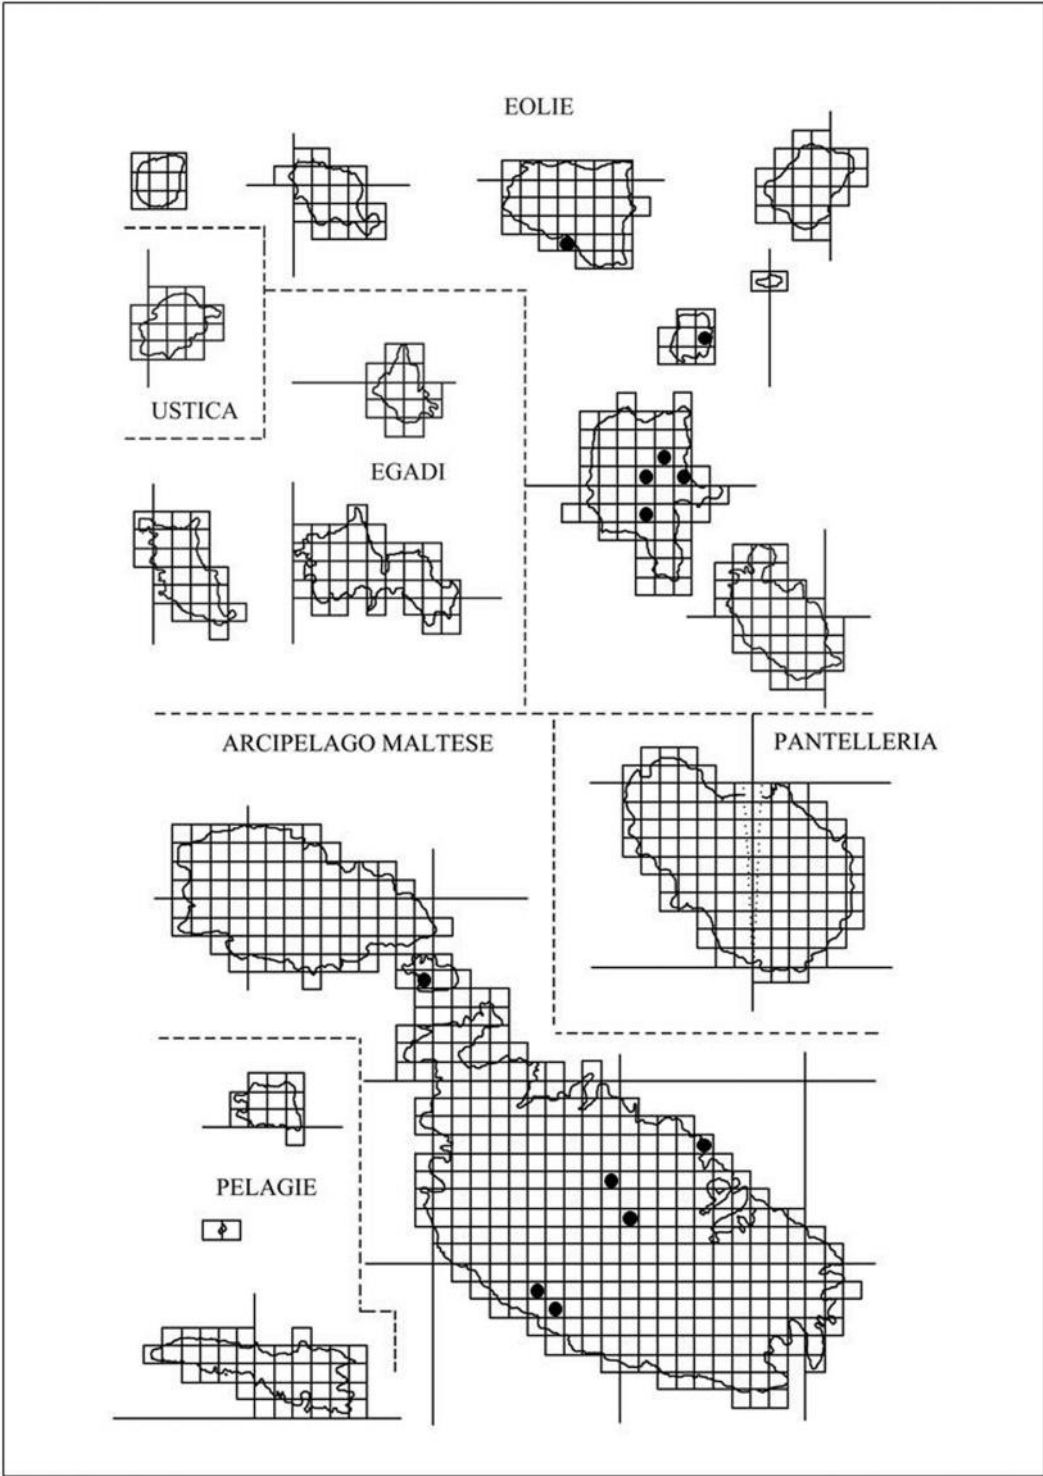 EOLIE
USTICA
EGADI
ARCIPELAGO MALTESE
PANTELLERIA
PELAGIE